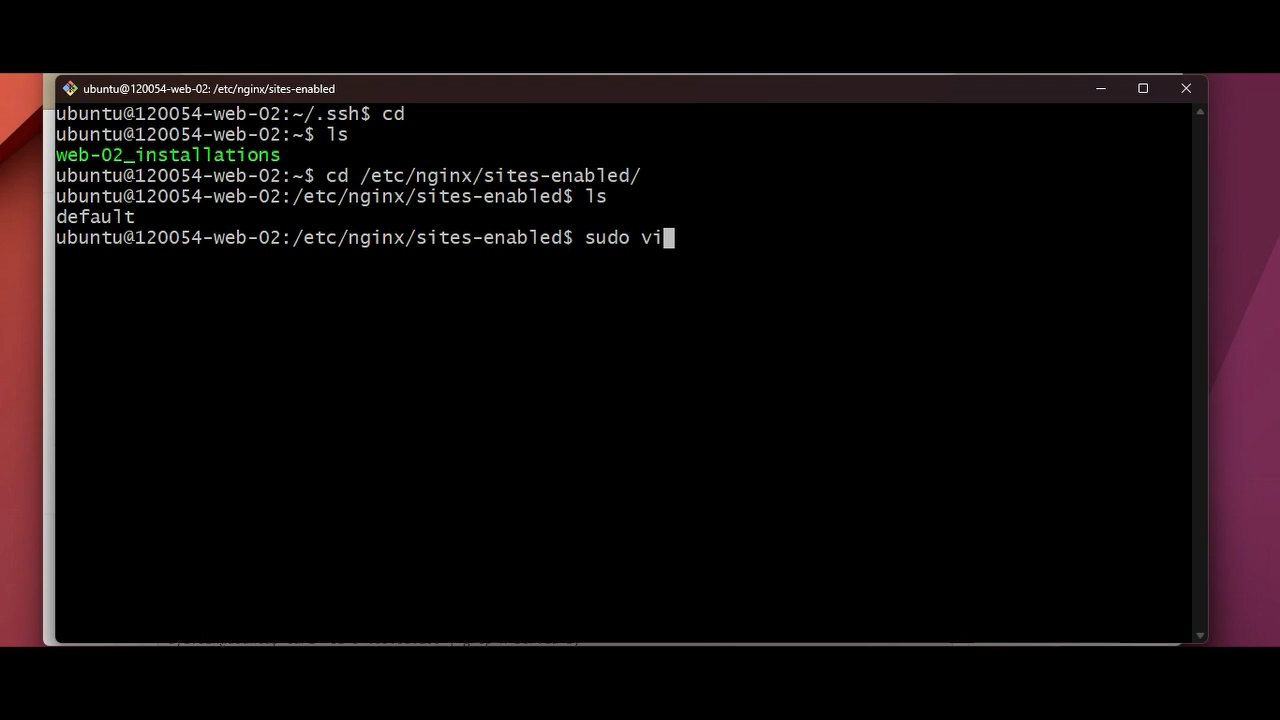 ubuntu@120054-web-02: /etc/nginx/sites-enabled
ubuntu@120054-web-02:~/.ssh$ cd
ubuntu@120054-web-02:~$ ls
web-02_installations
ubuntu@120054-web-02:~$ cd /etc/nginx/sites-enabled/
ubuntu@120054-web-02:/etc/nginx/sites-enabled$ ls
default
ubuntu@120054-web-02:/etc/nginx/sites-enabled$ sudo vi